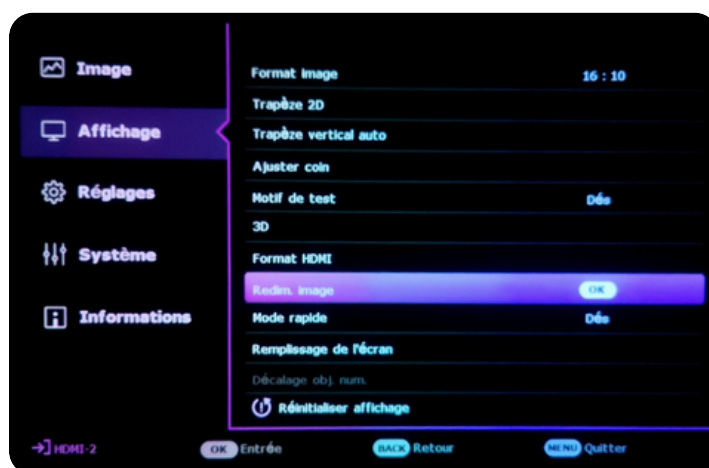 Image
Affichage
Réglages
Système
Informations
Format image 16 : 10
Trapèze 2D
Trapèze vertical auto
Ajuster coin
Motif de test Dés
3D
Format HDMI
Redim. image OK
Mode rapide Dés
Remplissage de l'écran
Décalage obj. num.
Réinitialiser affichage
HDMI-2 OK Entrée BACK Retour MENU Quitter